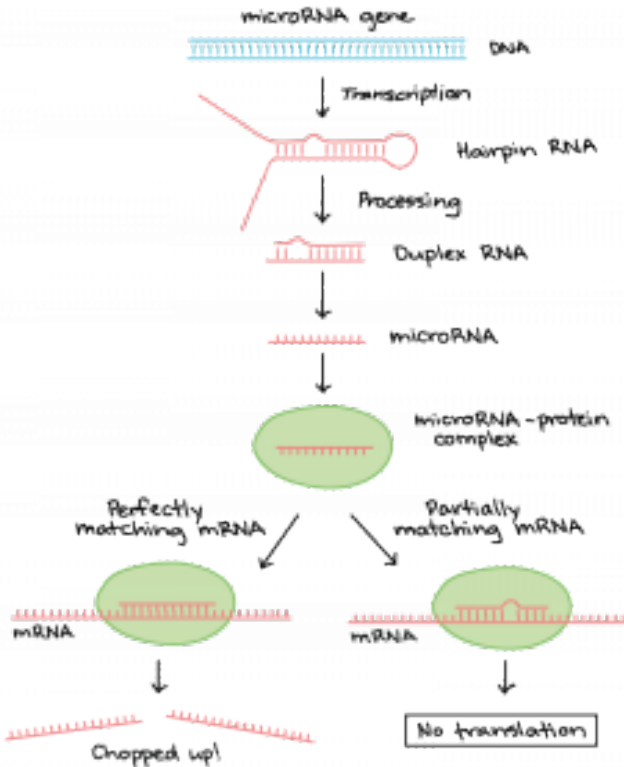 microRNA gene
DNA
Transcription
Hairpin RNA
Processing
Duplex RNA
microRNA
microRNA-protein
complex
Perfectly
matching mRNA
Partially
matching mRNA
mRNA
mRNA
Chopped up!
No translation